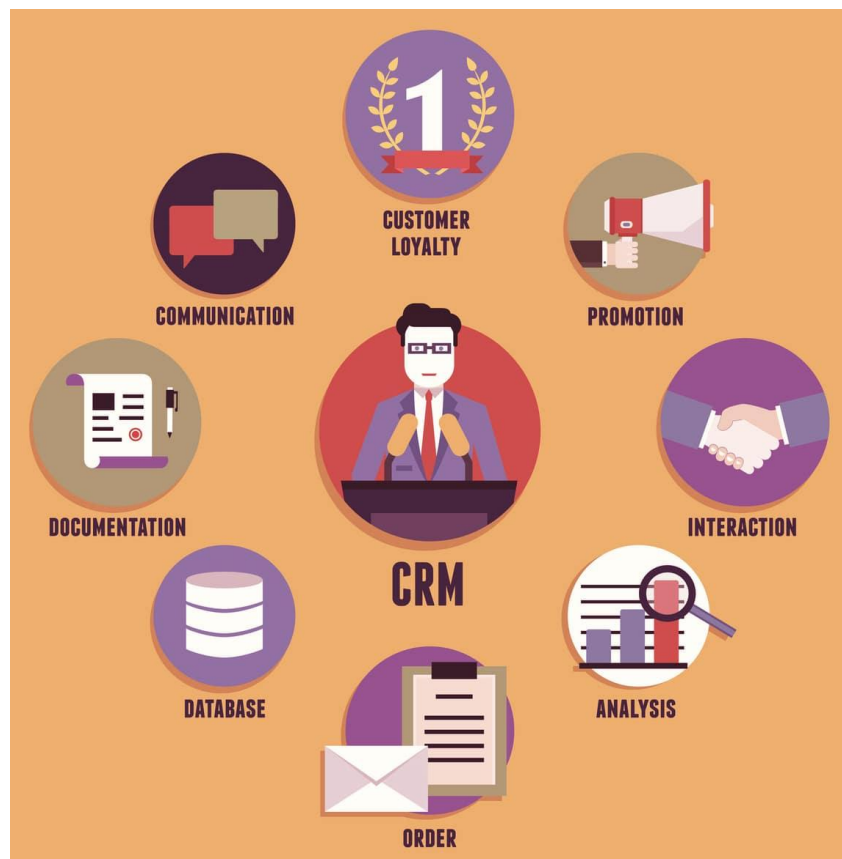 CUSTOMER
LOYALTY
COMMUNICATION
PROMOTION
DOCUMENTATION
INTERACTION
CRM
DATABASE
ANALYSIS
ORDER